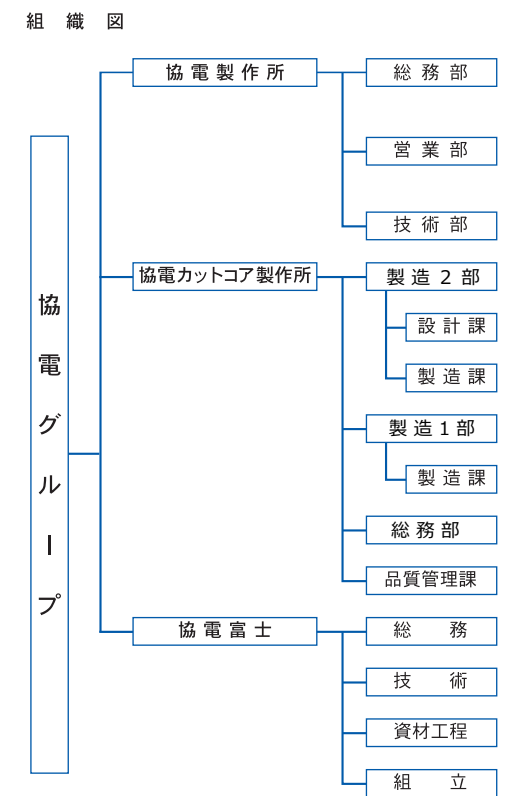 組織図
協電グループ
協電製作所
総務部
営業部
技術部
協電カットコア製作所
製造2部
設計課
製造課
製造1部
製造課
総務部
品質管理課
協電富士
総務
技術
資材工程
組立